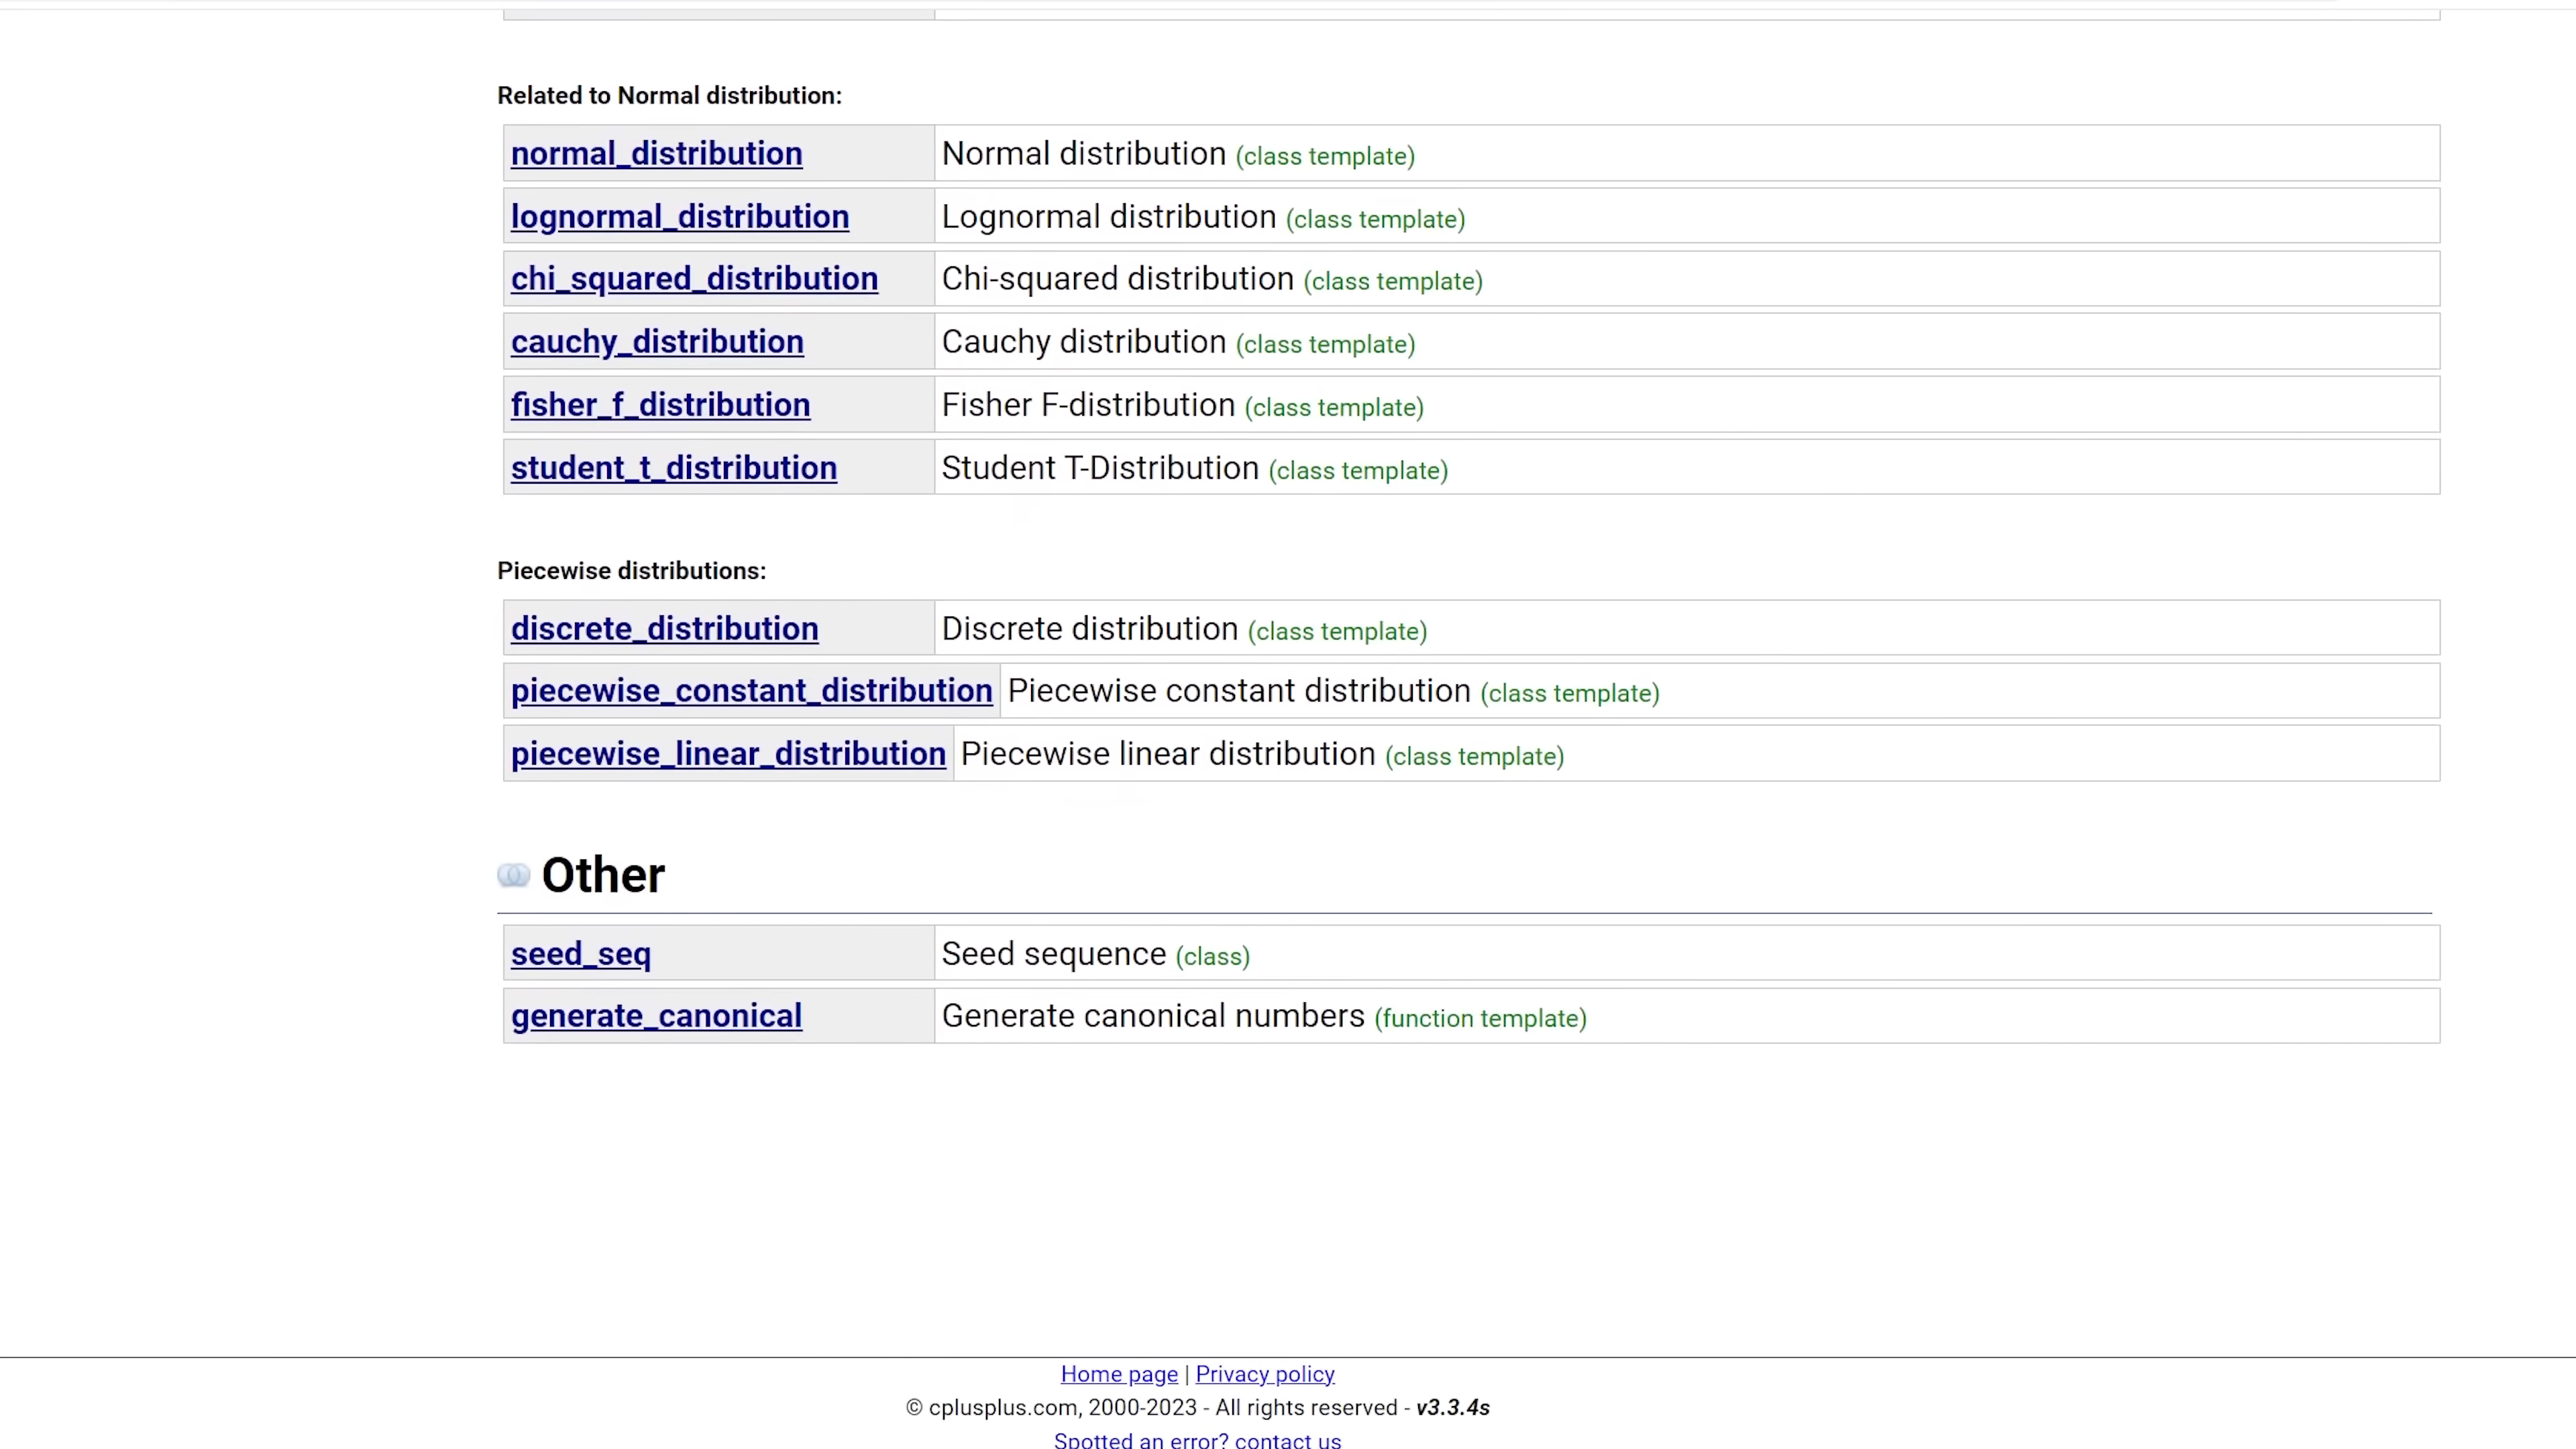 Related to Normal distribution:
normal_distribution Normal distribution (class template)
lognormal_distribution Lognormal distribution (class template)
chi_squared_distribution Chi-squared distribution (class template)
cauchy_distribution Cauchy distribution (class template)
fisher_f_distribution Fisher F-distribution (class template)
student_t_distribution Student T-Distribution (class template)
Piecewise distributions:
discrete_distribution Discrete distribution (class template)
piecewise_constant_distribution Piecewise constant distribution (class template)
piecewise_linear_distribution Piecewise linear distribution (class template)
Other
seed_seq Seed sequence (class)
generate_canonical Generate canonical numbers (function template)
Home page | Privacy policy
© cplusplus.com, 2000-2023 - All rights reserved - v3.3.4s
Spotted an error? contact us